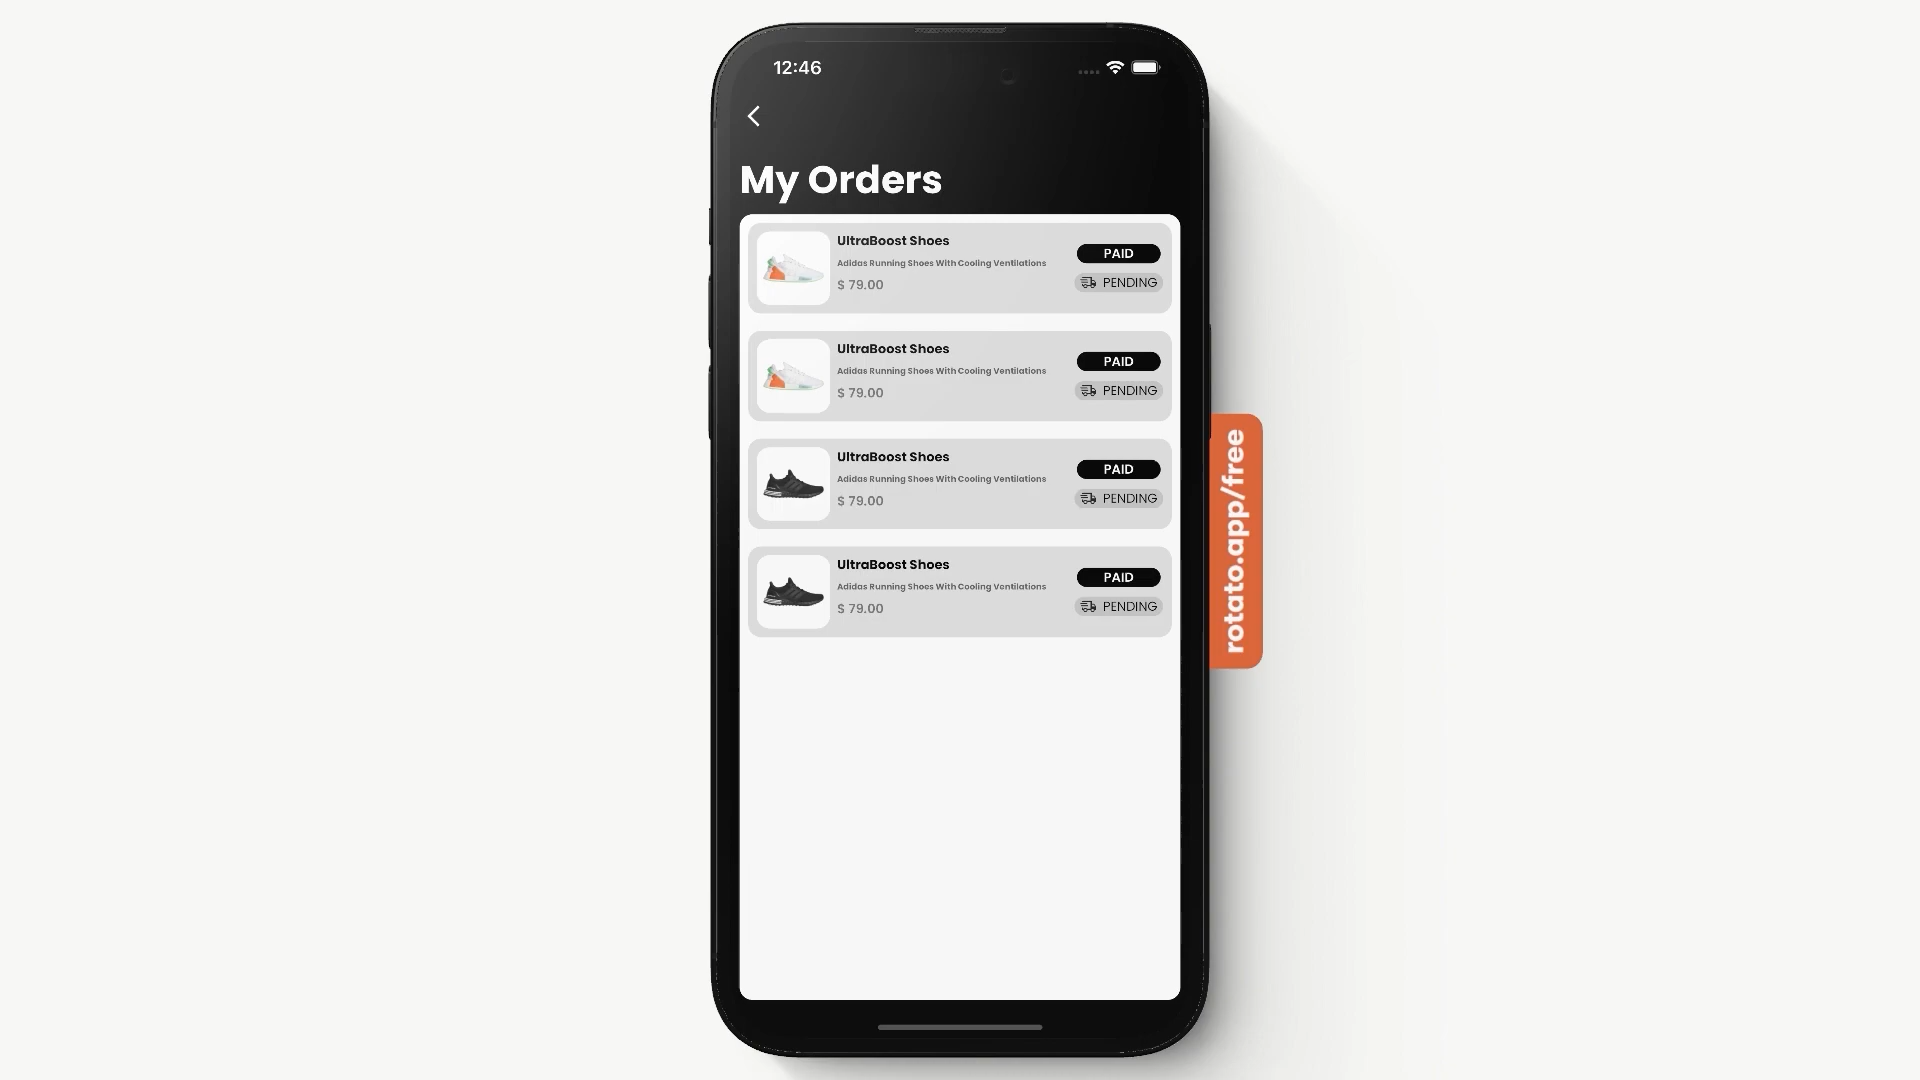 12:46
My Orders
UltraBoost Shoes
Adidas Running Shoes With Cooling Ventilations
$ 79.00
PAID
PENDING
UltraBoost Shoes
Adidas Running Shoes With Cooling Ventilations
$ 79.00
PAID
PENDING
UltraBoost Shoes
Adidas Running Shoes With Cooling Ventilations
$ 79.00
PAID
PENDING
UltraBoost Shoes
Adidas Running Shoes With Cooling Ventilations
$ 79.00
PAID
PENDING
rotato.app/free